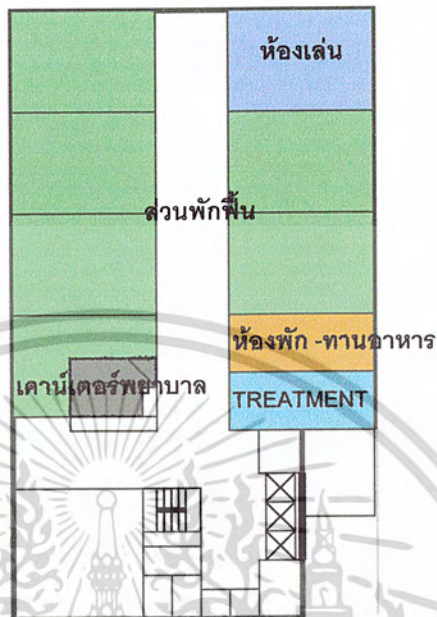 ห้องเล่น
ส่วนพักฟื้น
ห้องพัก -ทานอาหาร
เคาน์เตอร์พยาบาล
TREATMENT